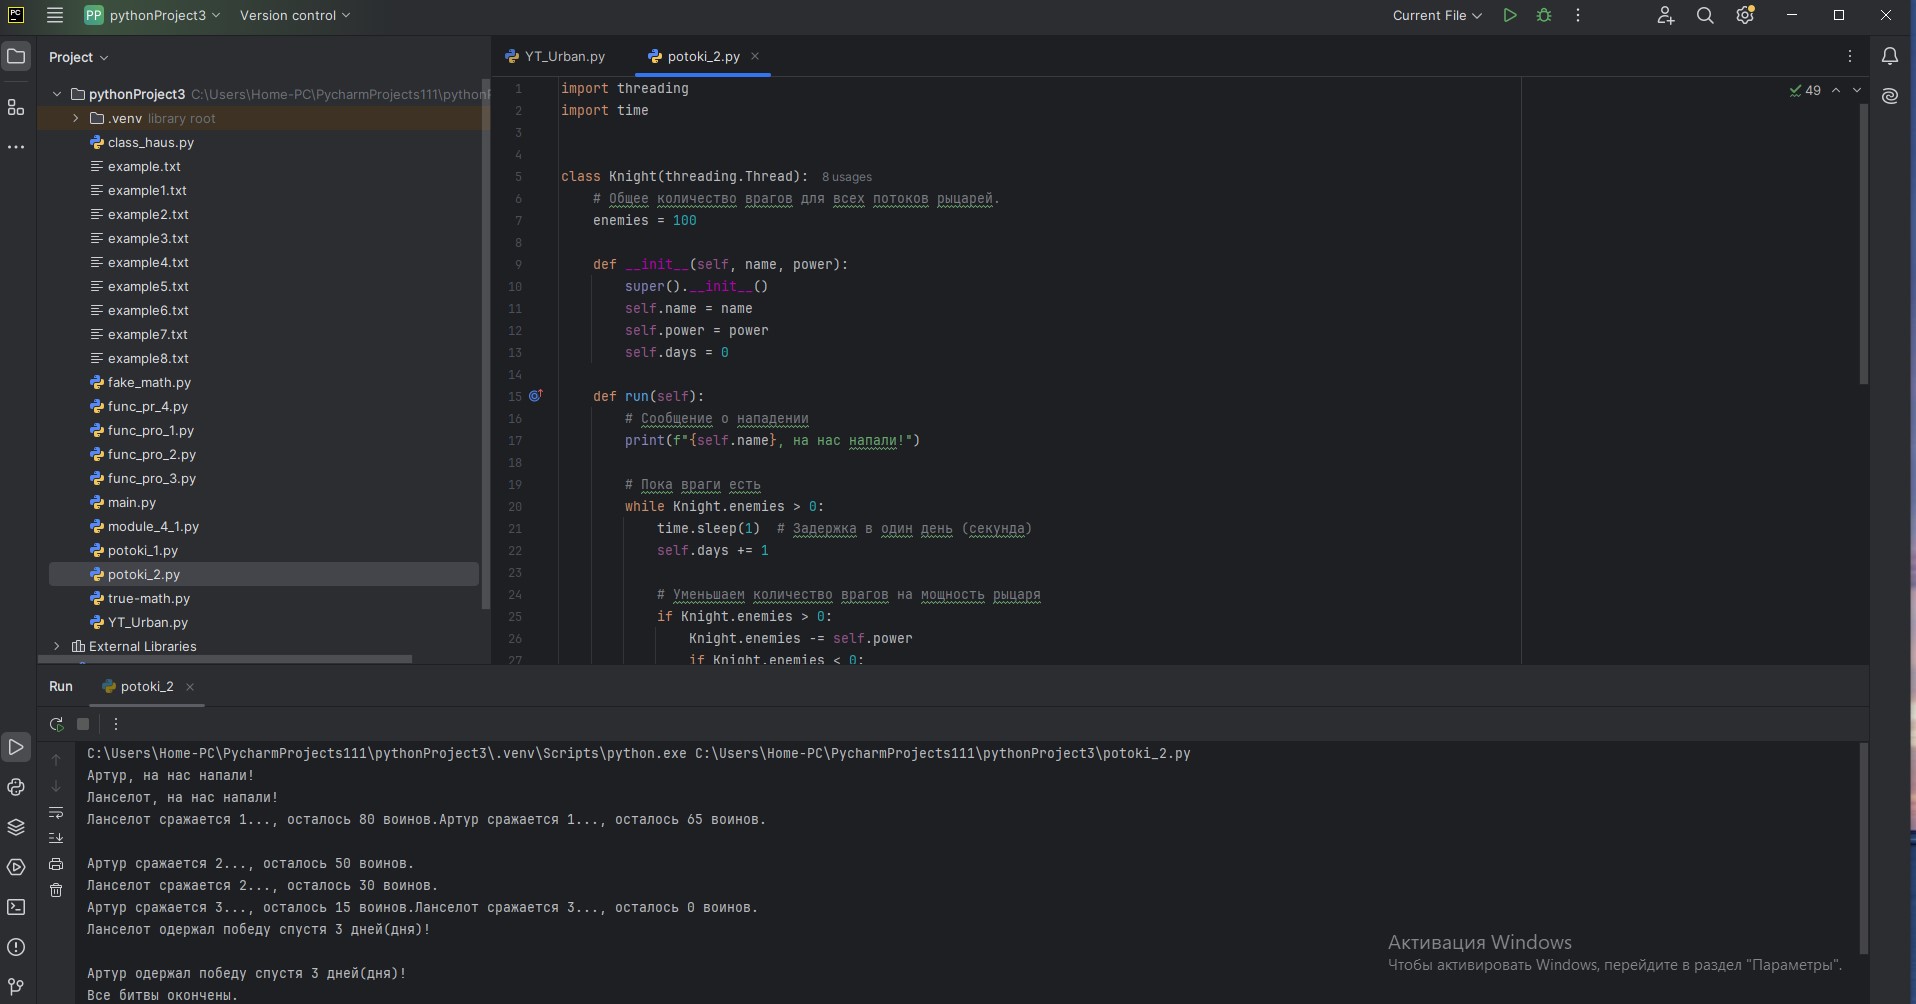 PC
PP pythonProject3 Version control Current File
Project
YT_Urban.py potoki_2.py
pythonProject3 C:\Users\Home-PC\PycharmProjects111\pythonP
.venv library root
class_haus.py
example.txt
example1.txt
example2.txt
example3.txt
example4.txt
example5.txt
example6.txt
example7.txt
example8.txt
fake_math.py
func_pr_4.py
func_pro_1.py
func_pro_2.py
func_pro_3.py
main.py
module_4_1.py
potoki_1.py
potoki_2.py
true-math.py
YT_Urban.py
External Libraries
49
1 import threading
2 import time
3
4
5 class Knight(threading.Thread): 8 usages
6 # Общее количество врагов для всех потоков рыцарей.
7 enemies = 100
8
9 def __init__(self, name, power):
10 super().__init__()
11 self.name = name
12 self.power = power
13 self.days = 0
14
15 def run(self):
16 # Сообщение о нападении
17 print(f"{self.name}, на нас напали!")
18
19 # Пока враги есть
20 while Knight.enemies > 0:
21 time.sleep(1) # Задержка в один день (секунда)
22 self.days += 1
23
24 # Уменьшаем количество врагов на мощность рыцаря
25 if Knight.enemies > 0:
26 Knight.enemies -= self.power
27 if Knight.enemies < 0:
Run potoki_2
C:\Users\Home-PC\PycharmProjects111\pythonProject3\.venv\Scripts\python.exe C:\Users\Home-PC\PycharmProjects111\pythonProject3\potoki_2.py
Артур, на нас напали!
Ланселот, на нас напали!
Ланселот сражается 1..., осталось 80 воинов.Артур сражается 1..., осталось 65 воинов.
Артур сражается 2..., осталось 50 воинов.
Ланселот сражается 2..., осталось 30 воинов.
Артур сражается 3..., осталось 15 воинов.Ланселот сражается 3..., осталось 0 воинов.
Ланселот одержал победу спустя 3 дней(дня)!
Артур одержал победу спустя 3 дней(дня)!
Все битвы окончены.
Активация Windows
Чтобы активировать Windows, перейдите в раздел "Параметры".